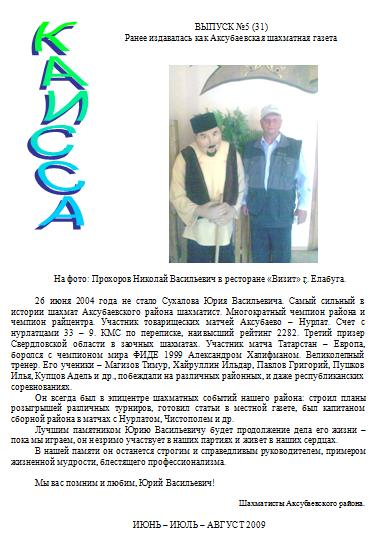 ВЫПУСК №5 (31)
Ранее издавалась как Аксубаевская шахматная газета
КАИССА
На фото: Прохоров Николай Васильевич в ресторане «Визит» г. Елабуга.
26 июня 2004 года не стало Сухалова Юрия Васильевича. Самый сильный в
истории шахмат Аксубаевского района шахматист. Многократный чемпион района и
чемпион райцентра. Участник товарищеских матчей Аксубаево – Нурлат. Счет с
нурлатцами 33 – 9. КМС по переписке, наивысший рейтинг 2282. Третий призер
Свердловской области в заочных шахматах. Участник матча Татарстан – Европа,
боролся с чемпионом мира ФИДЕ 1999 Александром Халифманом. Великолепный
тренер. Его ученики – Магизов Тимур, Хайруллин Ильдар, Павлов Григорий, Пушков
Илья, Купцов Адель и др., побеждали на различных районных, и даже республиканских
соревнованиях.
Он всегда был в эпицентре шахматных событий нашего района: строил планы
розыгрышей различных турниров, готовил статьи в местной газете, был капитаном
сборной района в матчах с Нурлатом, Чистополем и др.
Лучшим памятником Юрию Васильевичу будет продолжение дела его жизни –
пока мы играем, он незримо участвует в наших партиях и живет в наших сердцах.
В нашей памяти он останется строгим и справедливым руководителем, примером
жизненной мудрости, блестящего профессионализма.
Мы вас помним и любим, Юрий Васильевич!
Шахматисты Аксубаевского района.
ИЮНЬ – ИЮЛЬ – АВГУСТ 2009